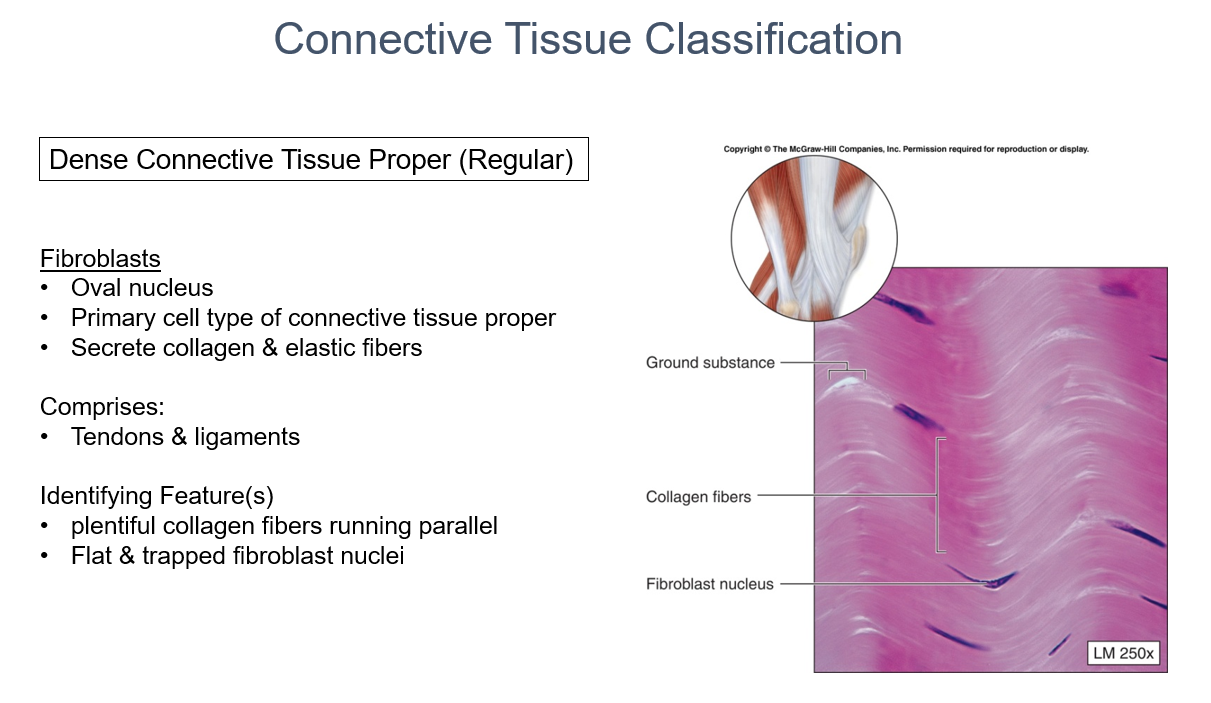 Connective Tissue Classification
Dense Connective Tissue Proper (Regular)
Fibroblasts
• Oval nucleus
• Primary cell type of connective tissue proper
• Secrete collagen & elastic fibers
Comprises:
• Tendons & ligaments
Identifying Feature(s)
• plentiful collagen fibers running parallel
• Flat & trapped fibroblast nuclei
Copyright © The McGraw-Hill Companies, Inc. Permission required for reproduction or display.
Ground substance
Collagen fibers
Fibroblast nucleus
LM 250x